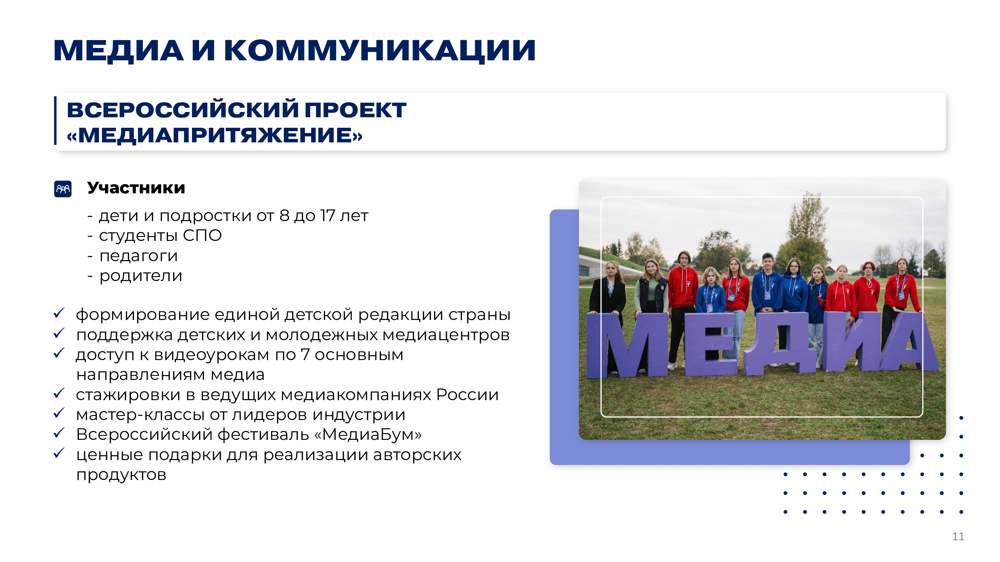 МЕДИА И КОММУНИКАЦИИ
ВСЕРОССИЙСКИЙ ПРОЕКТ
«МЕДИАПРИТЯЖЕНИЕ»
Участники
- дети и подростки от 8 до 17 лет
- студенты СПО
- педагоги
- родители
✓ формирование единой детской редакции страны
✓ поддержка детских и молодежных медиацентров
✓ доступ к видеоурокам по 7 основным
направлениям медиа
✓ стажировки в ведущих медиакомпаниях России
✓ мастер-классы от лидеров индустрии
✓ Всероссийский фестиваль «МедиаБум»
✓ ценные подарки для реализации авторских
продуктов
МЕДИА
11